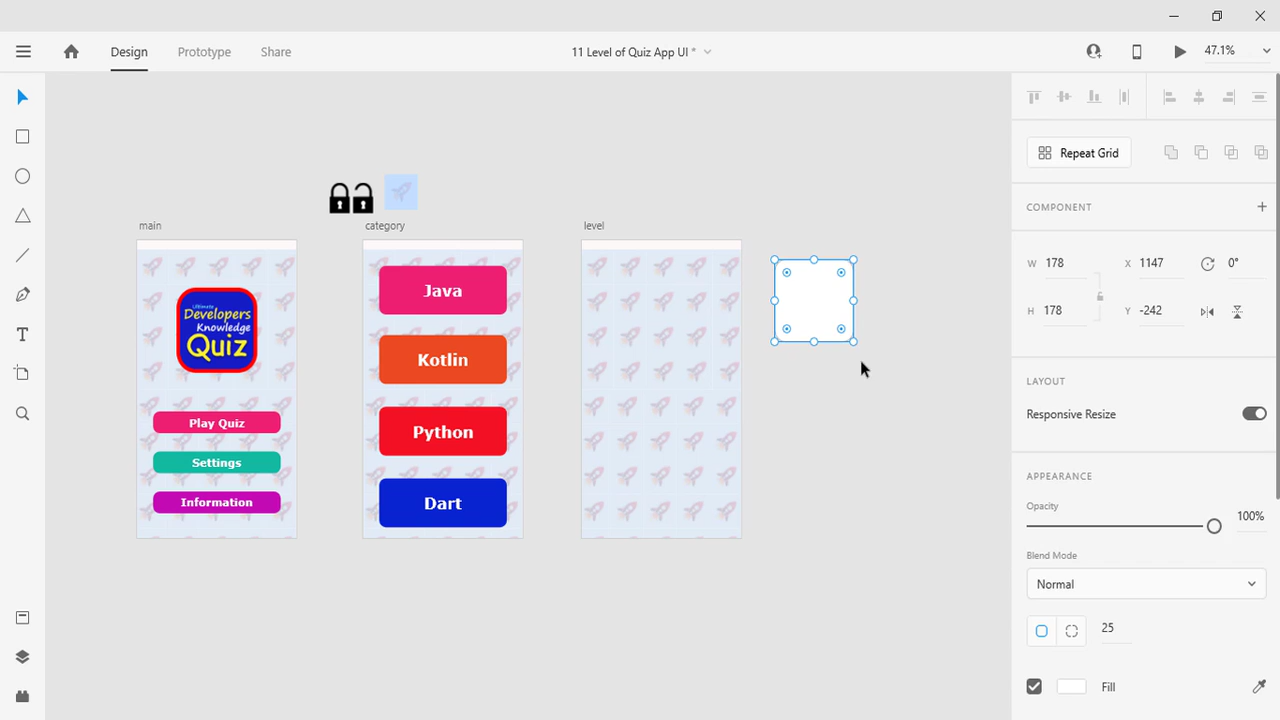 Design
Prototype
Share
11 Level of Quiz App UI *
47.1%
Repeat Grid
COMPONENT
W 178
X 1147
0°
H 178
Y -242
LAYOUT
Responsive Resize
APPEARANCE
Opacity
100%
Blend Mode
Normal
25
Fill
main
category
level
Ultimate
Developers
Knowledge
Quiz
Play Quiz
Settings
Information
Java
Kotlin
Python
Dart